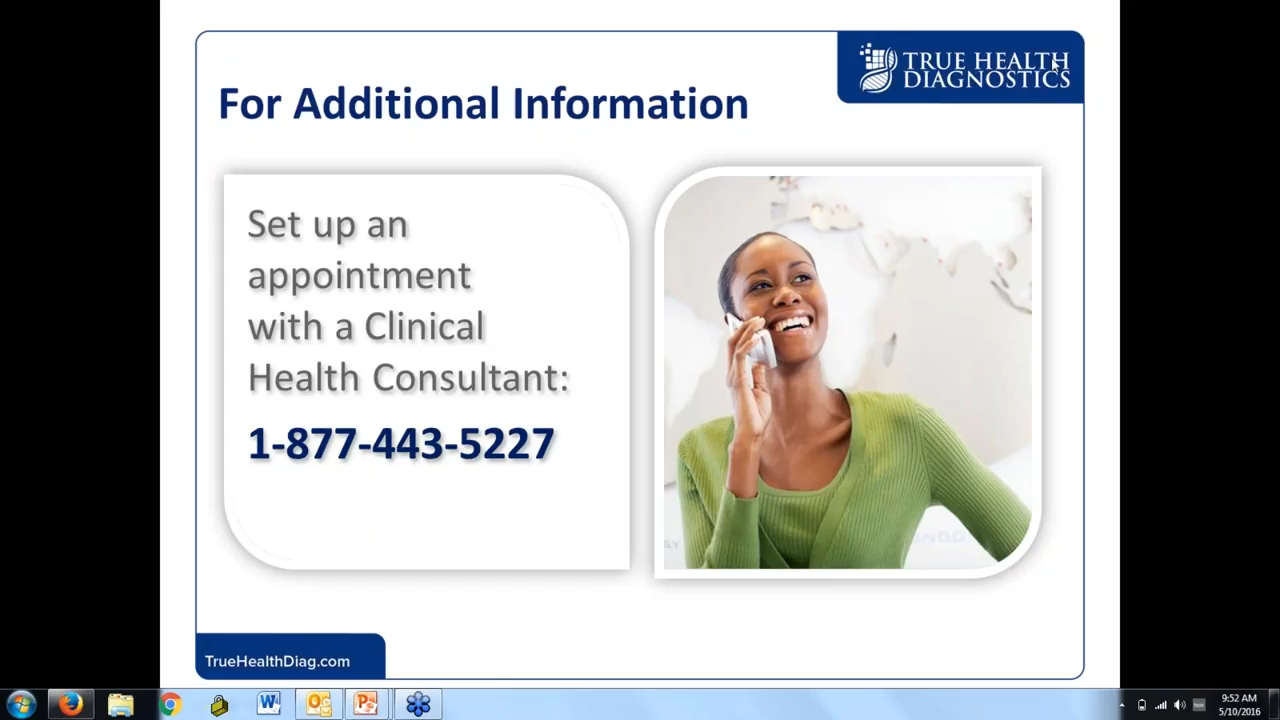 TRUE HEALTH
DIAGNOSTICS
For Additional Information
Set up an
appointment
with a Clinical
Health Consultant:
1-877-443-5227
TrueHealthDiag.com
9:52 AM
5/10/2016